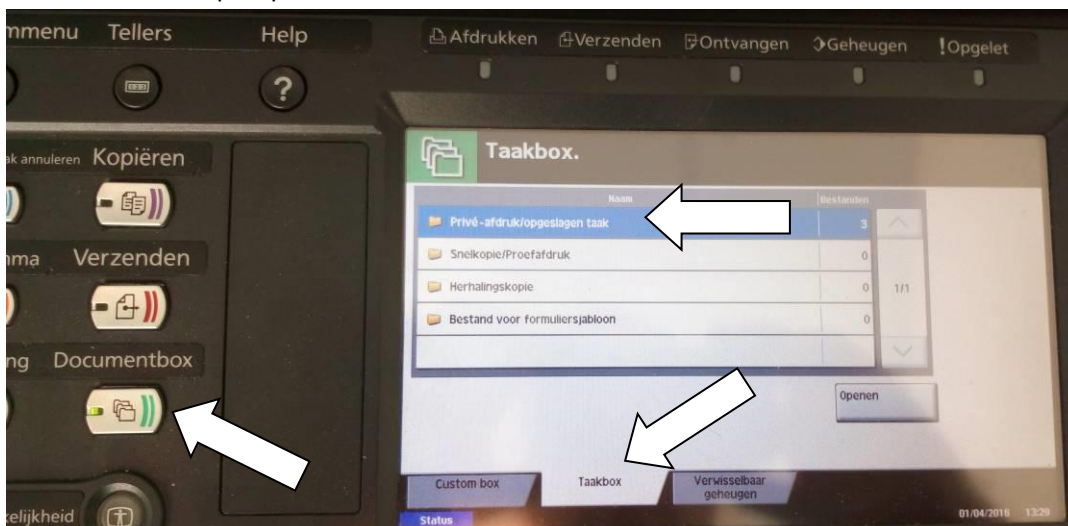 mmenu Tellers Help
Afdrukken Verzenden Ontvangen Geheugen !Opgelet
?
ak annuleren Kopiëren
Taakbox.
Naam Bestanden
Privé-afdruk/opgeslagen taak 3
Snelkopie/Proefafdruk 0
mma Verzenden
Herhalingskopie 0 1/1
Bestand voor formuliersjabloon 0
ng Documentbox
Openen
Custom box Taakbox Verwisselbaar
geheugen
elijkheid
Status 01/04/2016 13:29